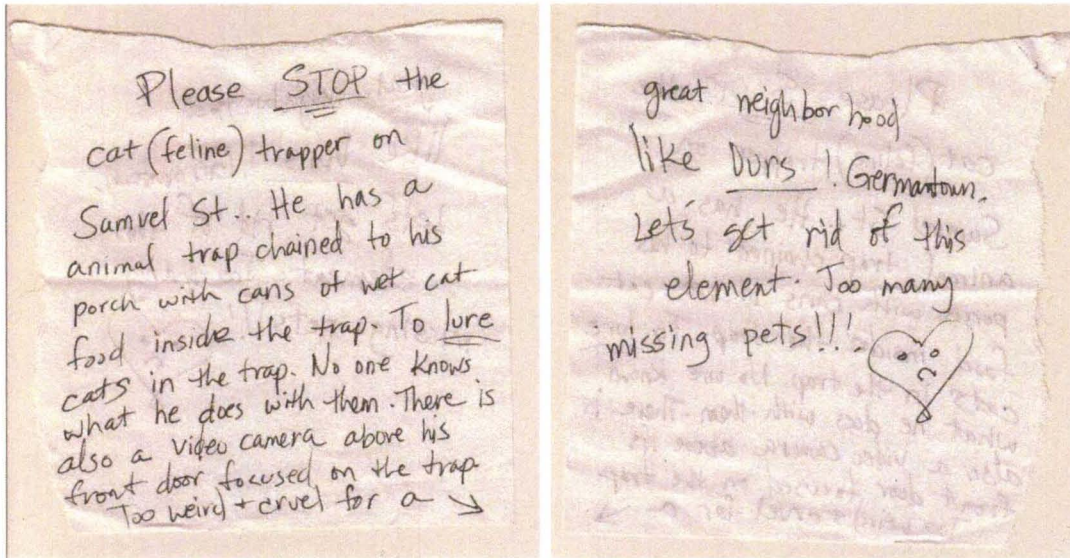 Please STOP the
cat (feline) trapper on
Samuel St.. He has a
animal trap chained to his
porch with cans of wet cat
food inside the trap. To lure
cats in the trap. No one knows
what he does with them. There is
also a video camera above his
front door focused on the trap.
Too weird + cruel for a ↘
great neighborhood
like OURS! Germantown.
Let's get rid of this
element. Too many
missing pets!!!